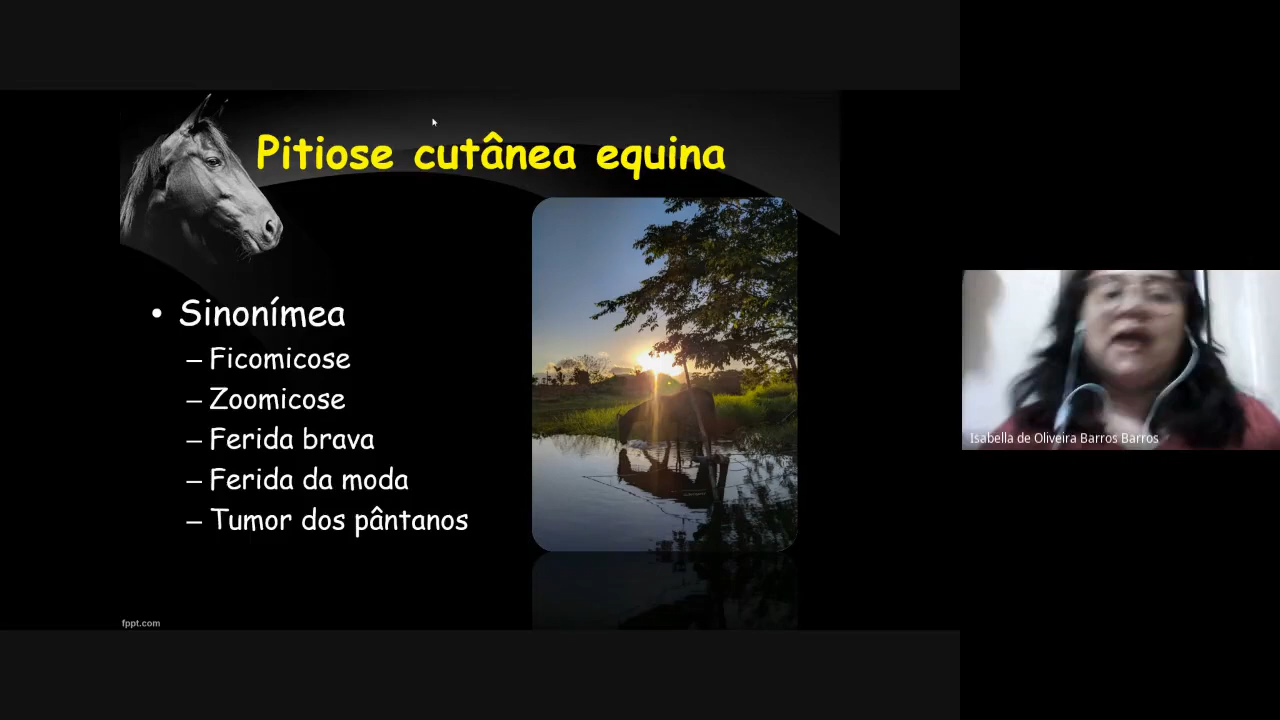 Pitiose cutânea equina
• Sinonímea
– Ficomicose
– Zoomicose
– Ferida brava
– Ferida da moda
– Tumor dos pântanos
fppt.com
Isabella de Oliveira Barros Barros